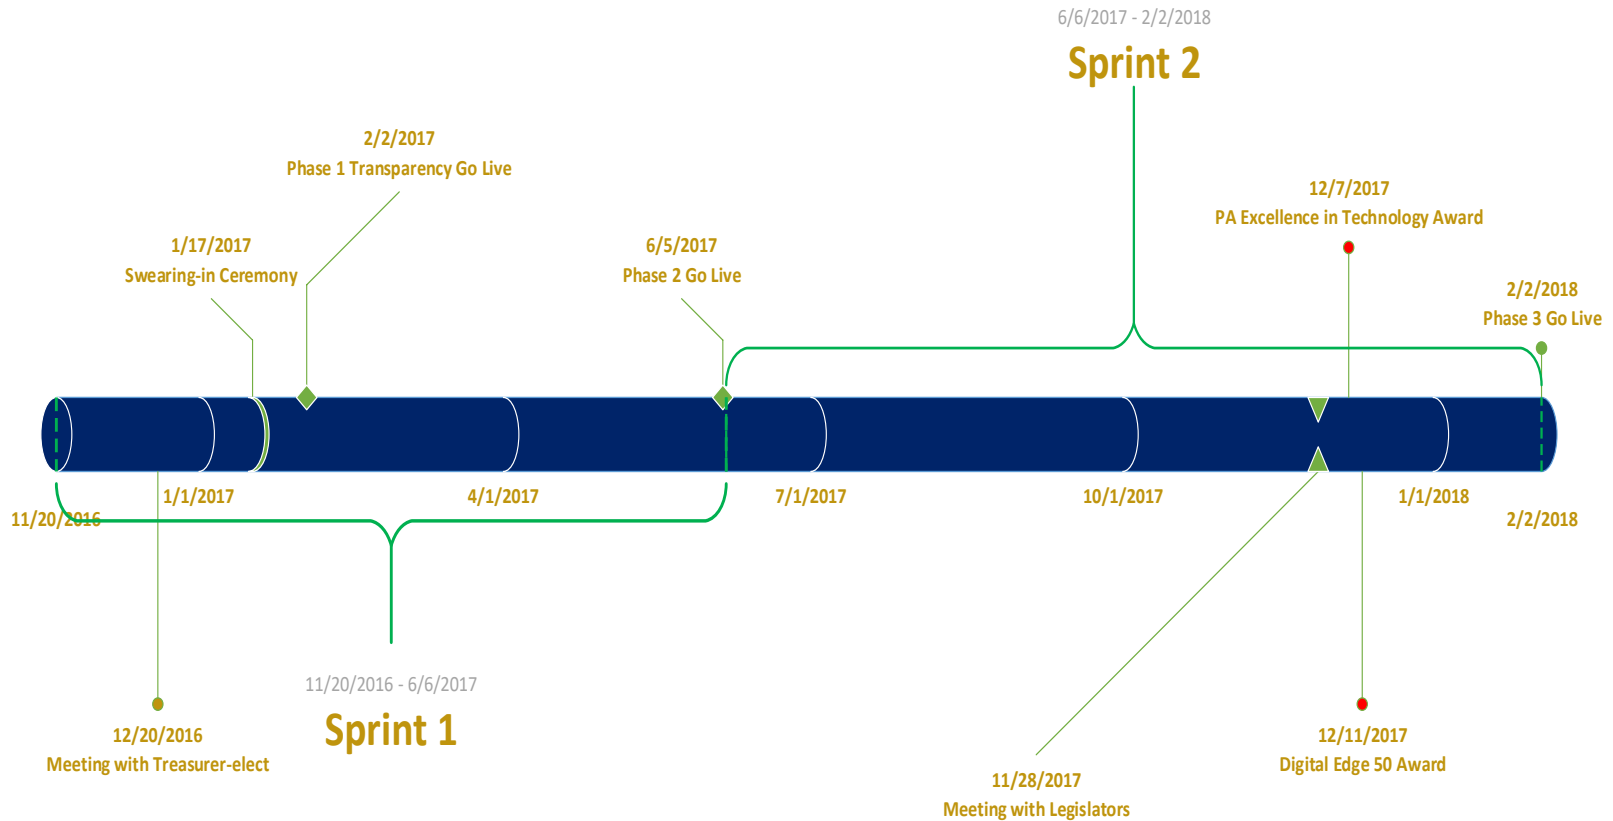 6/6/2017 - 2/2/2018
Sprint 2
2/2/2017
Phase 1 Transparency Go Live
12/7/2017
PA Excellence in Technology Award
1/17/2017
Swearing-in Ceremony
6/5/2017
Phase 2 Go Live
2/2/2018
Phase 3 Go Live
1/1/2017
4/1/2017
7/1/2017
10/1/2017
1/1/2018
11/20/2016
2/2/2018
11/20/2016 - 6/6/2017
Sprint 1
12/20/2016
Meeting with Treasurer-elect
12/11/2017
Digital Edge 50 Award
11/28/2017
Meeting with Legislators